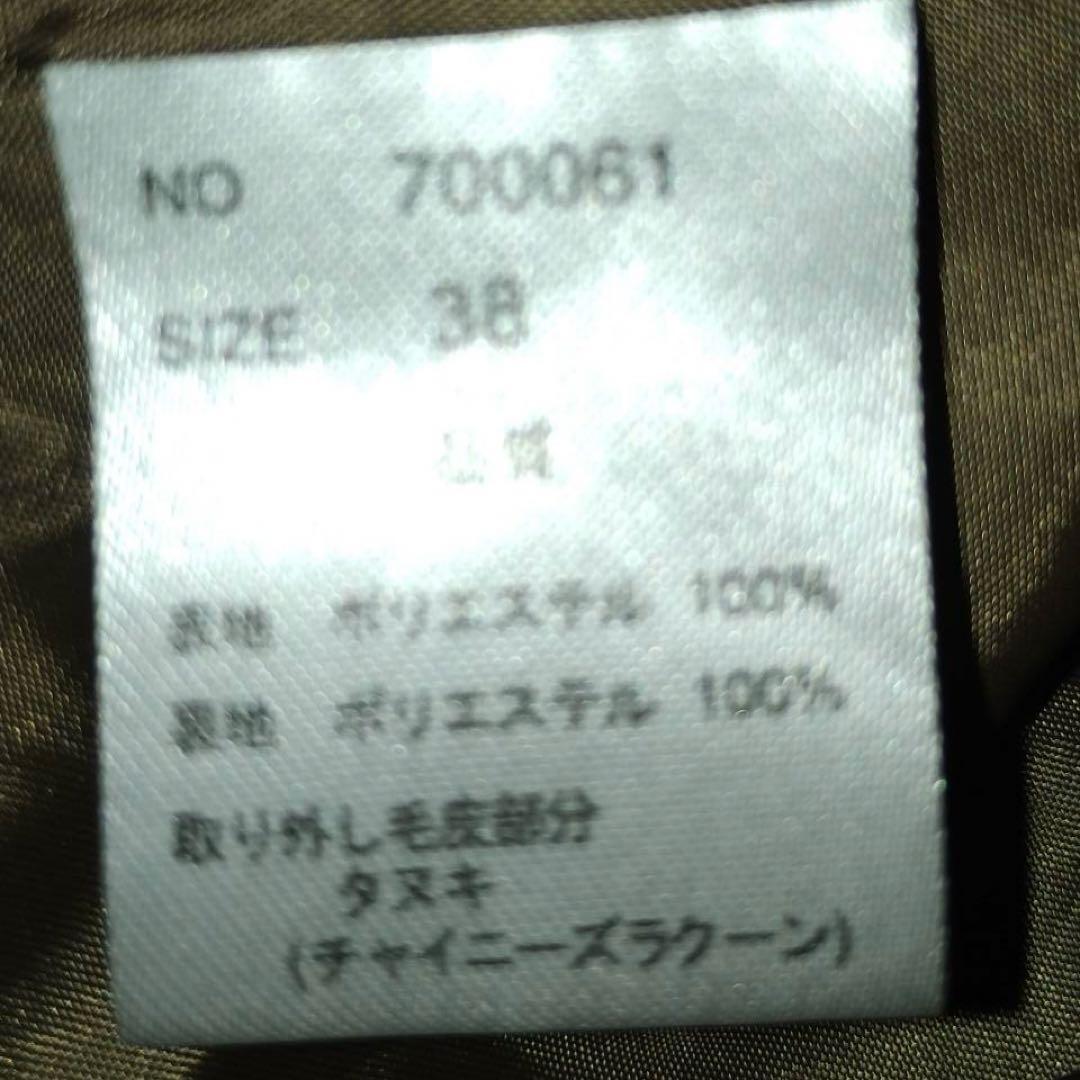 NO 700061
SIZE 38
品質
表地 ポリエステル 100%
裏地 ポリエステル 100%
取り外し毛皮部分
タヌキ
(チャイニーズラクーン)